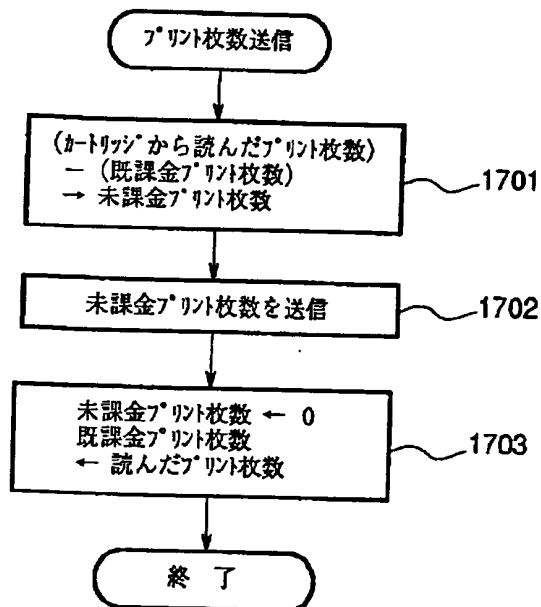 プリント枚数送信
(カートリッジから読んだプリント枚数)
− (既課金プリント枚数)
→ 未課金プリント枚数
1701
未課金プリント枚数を送信
1702
未課金プリント枚数 ← 0
既課金プリント枚数
← 読んだプリント枚数
1703
終 了